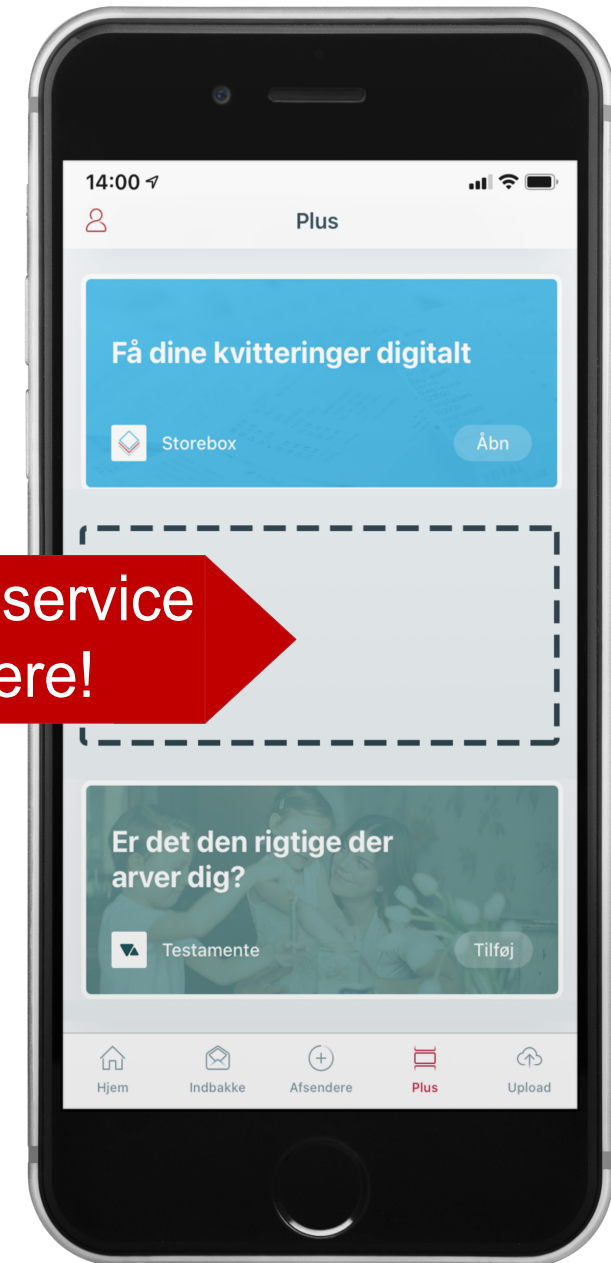 14:00
Plus
Få dine kvitteringer digitalt
Storebox
Åbn
service
ere!
Er det den rigtige der
arver dig?
Testamente
Tilføj
Hjem
Indbakke
Afsendere
Plus
Upload